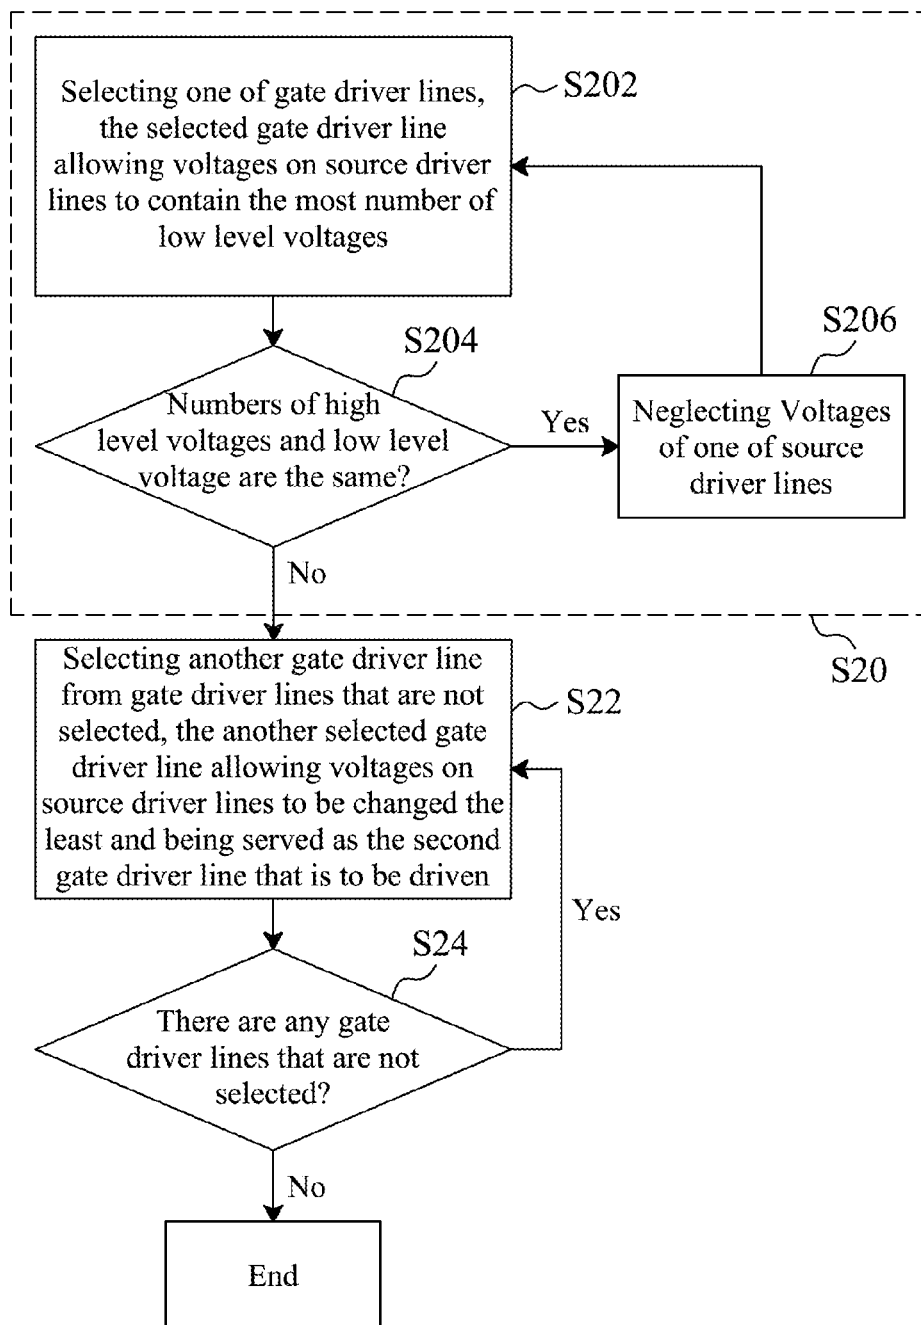 Selecting one of gate driver lines,
the selected gate driver line
allowing voltages on source driver
lines to contain the most number of
low level voltages
S202
Numbers of high
level voltages and low level
voltage are the same?
S204
Yes
Neglecting Voltages
of one of source
driver lines
S206
No
S20
Selecting another gate driver line
from gate driver lines that are not
selected, the another selected gate
driver line allowing voltages on
source driver lines to be changed the
least and being served as the second
gate driver line that is to be driven
S22
Yes
There are any gate
driver lines that are not
selected?
S24
No
End